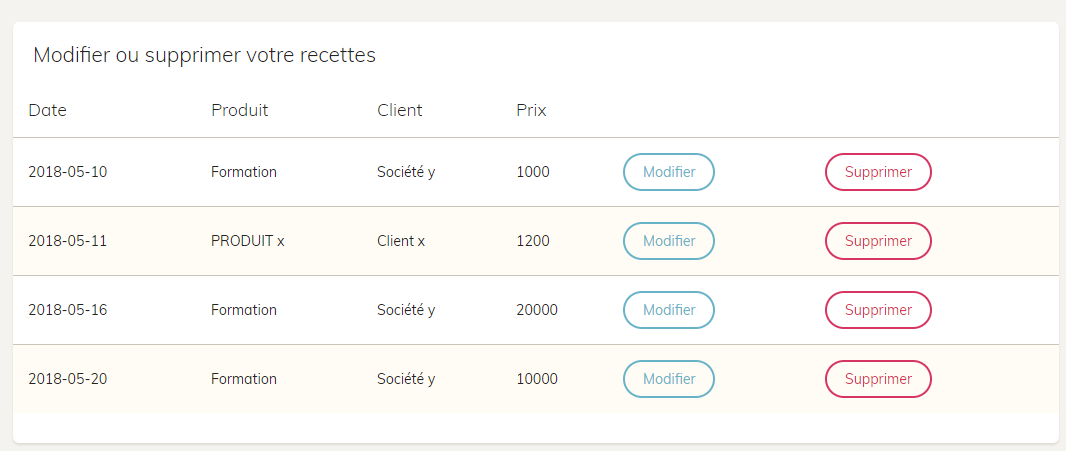 Modifier ou supprimer votre recettes
Date Produit Client Prix
2018-05-10 Formation Société y 1000 Modifier Supprimer
2018-05-11 PRODUIT x Client x 1200 Modifier Supprimer
2018-05-16 Formation Société y 20000 Modifier Supprimer
2018-05-20 Formation Société y 10000 Modifier Supprimer